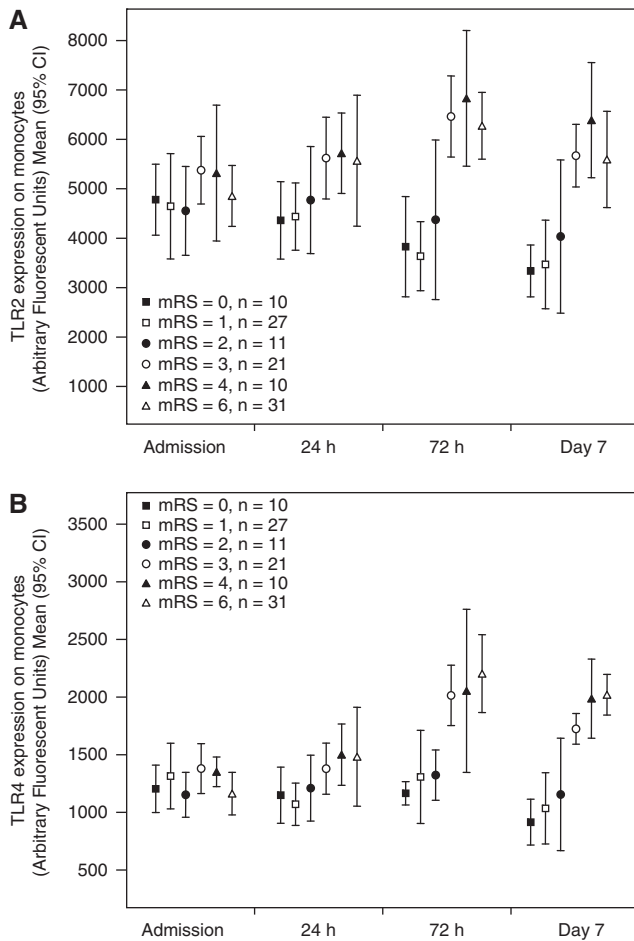 A
TLR2 expression on monocytes
(Arbitrary Fluorescent Units) Mean (95% CI)
8000
7000
6000
5000
4000
3000
2000
1000
mRS = 0, n = 10
mRS = 1, n = 27
mRS = 2, n = 11
mRS = 3, n = 21
mRS = 4, n = 10
mRS = 6, n = 31
Admission 24 h 72 h Day 7
B
TLR4 expression on monocytes
(Arbitrary Fluorescent Units) Mean (95% CI)
3500
3000
2500
2000
1500
1000
500
mRS = 0, n = 10
mRS = 1, n = 27
mRS = 2, n = 11
mRS = 3, n = 21
mRS = 4, n = 10
mRS = 6, n = 31
Admission 24 h 72 h Day 7